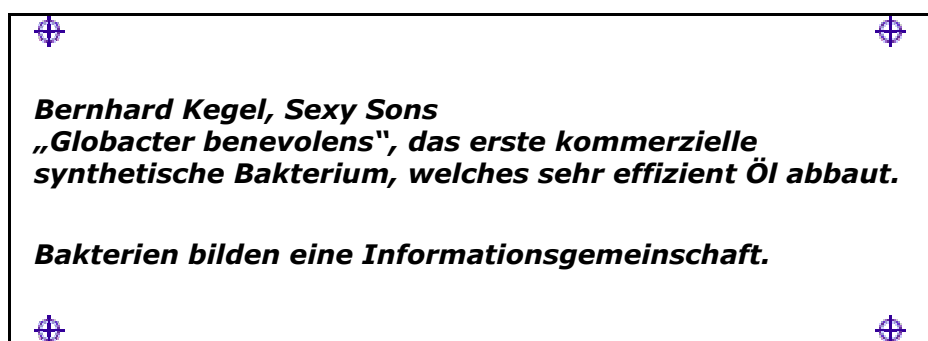 Bernhard Kegel, Sexy Sons
„Globacter benevolens“, das erste kommerzielle
synthetische Bakterium, welches sehr effizient Öl abbaut.
Bakterien bilden eine Informationsgemeinschaft.